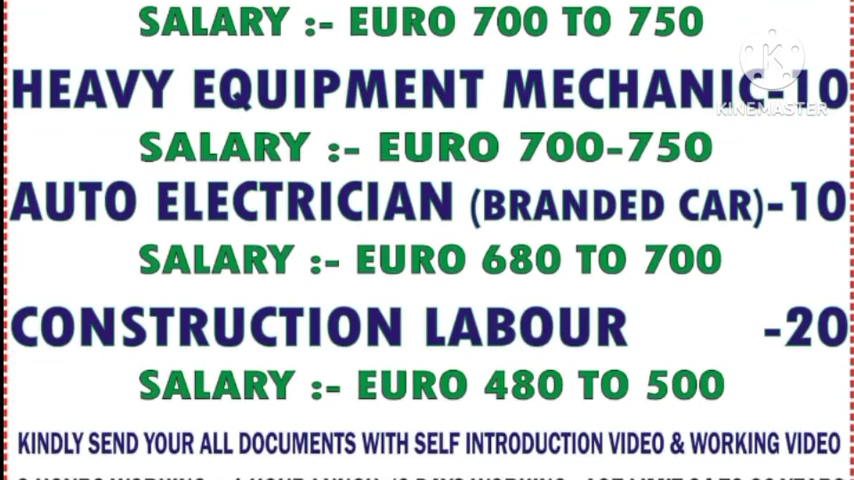 SALARY :- EURO 700 TO 750
HEAVY EQUIPMENT MECHANIC-10
KINEMASTER
SALARY :- EURO 700-750
AUTO ELECTRICIAN (BRANDED CAR)-10
SALARY :- EURO 680 TO 700
CONSTRUCTION LABOUR -20
SALARY :- EURO 480 TO 500
KINDLY SEND YOUR ALL DOCUMENTS WITH SELF INTRODUCTION VIDEO & WORKING VIDEO